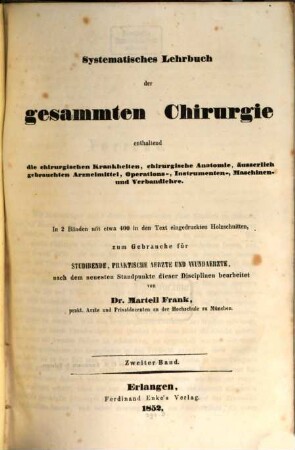 Systematisches Lehrbuch
der
gesammten Chirurgie
enthaltend
die chirurgischen Krankheiten, chirurgische Anatomie, äusserlich
gebrauchten Arzneimittel, Operations-, Instrumenten-, Maschinen-
und Verbandlehre.
In 2 Bänden mit etwa 400 in den Text eingedruckten Holzschnitten,
zum Gebrauche für
STUDIRENDE, PRAKTISCHE AERZTE UND WUNDAERZTE,
nach dem neuesten Standpunkte dieser Disciplinen bearbeitet
von
Dr. Martell Frank,
prakt. Arzte und Privatdocenten an der Hochschule zu München.
Zweiter Band.
Erlangen,
Ferdinand Enke's Verlag.
1852.